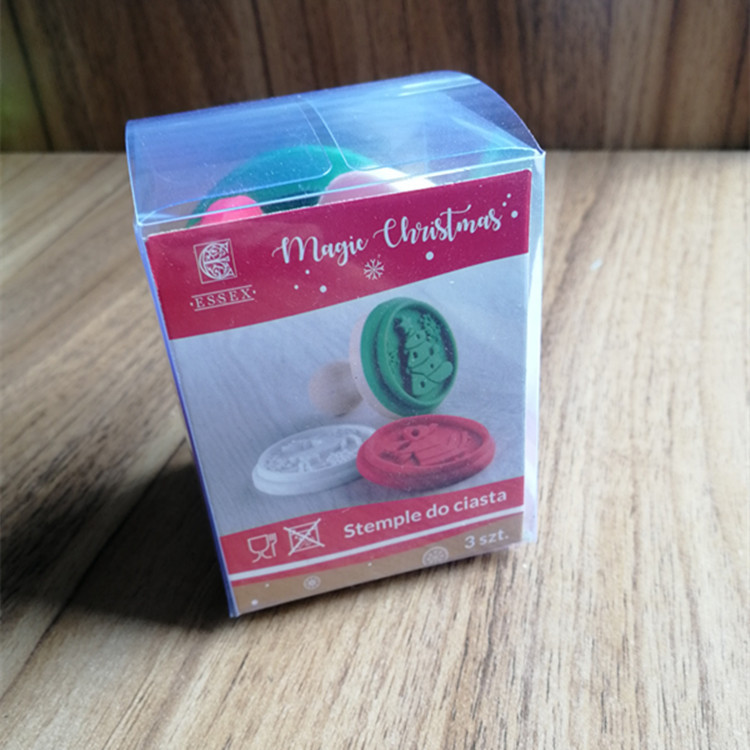 Magic Christmas
E
·ESSEX·
Stemple do ciasta
3 szt.